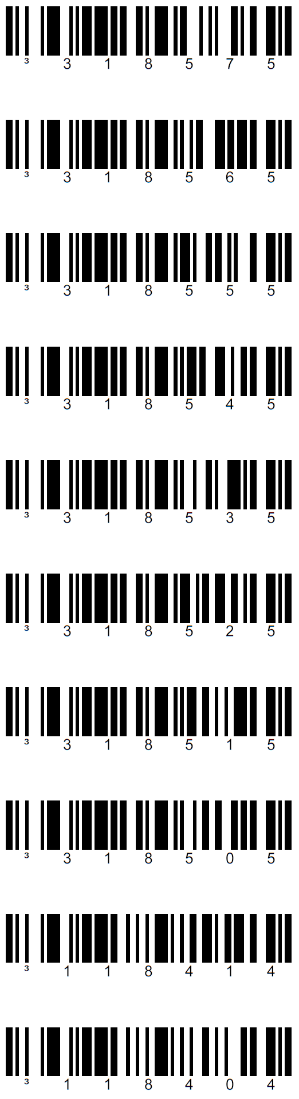 3 3 1 8 5 7 5
3 3 1 8 5 6 5
3 3 1 8 5 5 5
3 3 1 8 5 4 5
3 3 1 8 5 3 5
3 3 1 8 5 2 5
3 3 1 8 5 1 5
3 3 1 8 5 0 5
3 1 1 8 4 1 4
3 1 1 8 4 0 4